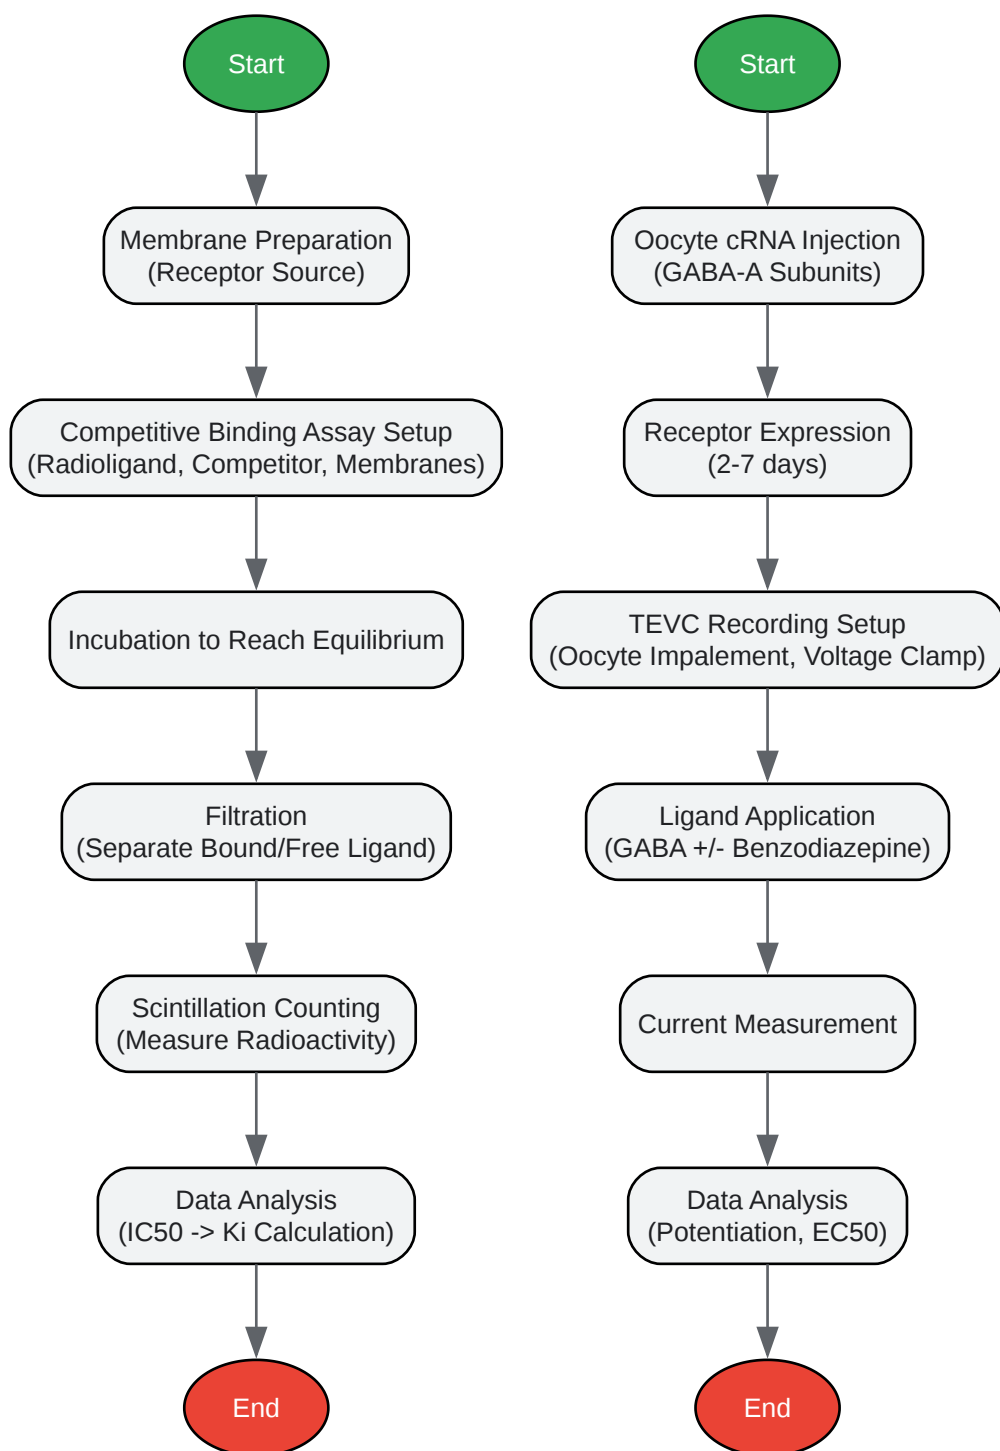 Start
Membrane Preparation
(Receptor Source)
Competitive Binding Assay Setup
(Radioligand, Competitor, Membranes)
Incubation to Reach Equilibrium
Filtration
(Separate Bound/Free Ligand)
Scintillation Counting
(Measure Radioactivity)
Data Analysis
(IC50 -> Ki Calculation)
End
Start
Oocyte cRNA Injection
(GABA-A Subunits)
Receptor Expression
(2-7 days)
TEVC Recording Setup
(Oocyte Impalement, Voltage Clamp)
Ligand Application
(GABA +/- Benzodiazepine)
Current Measurement
Data Analysis
(Potentiation, EC50)
End